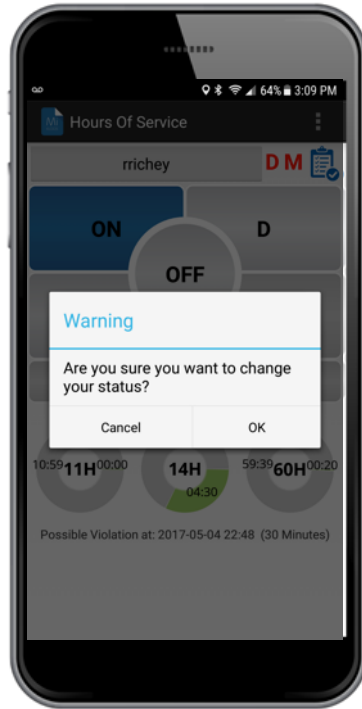 64% 3:09 PM
Mi Hours Of Service
rrichey D M
ON D
OFF
Warning
Are you sure you want to change
your status?
Cancel OK
10:59 11H 00:00 14H 59:39 60H 00:20
04:30
Possible Violation at: 2017-05-04 22:48 (30 Minutes)